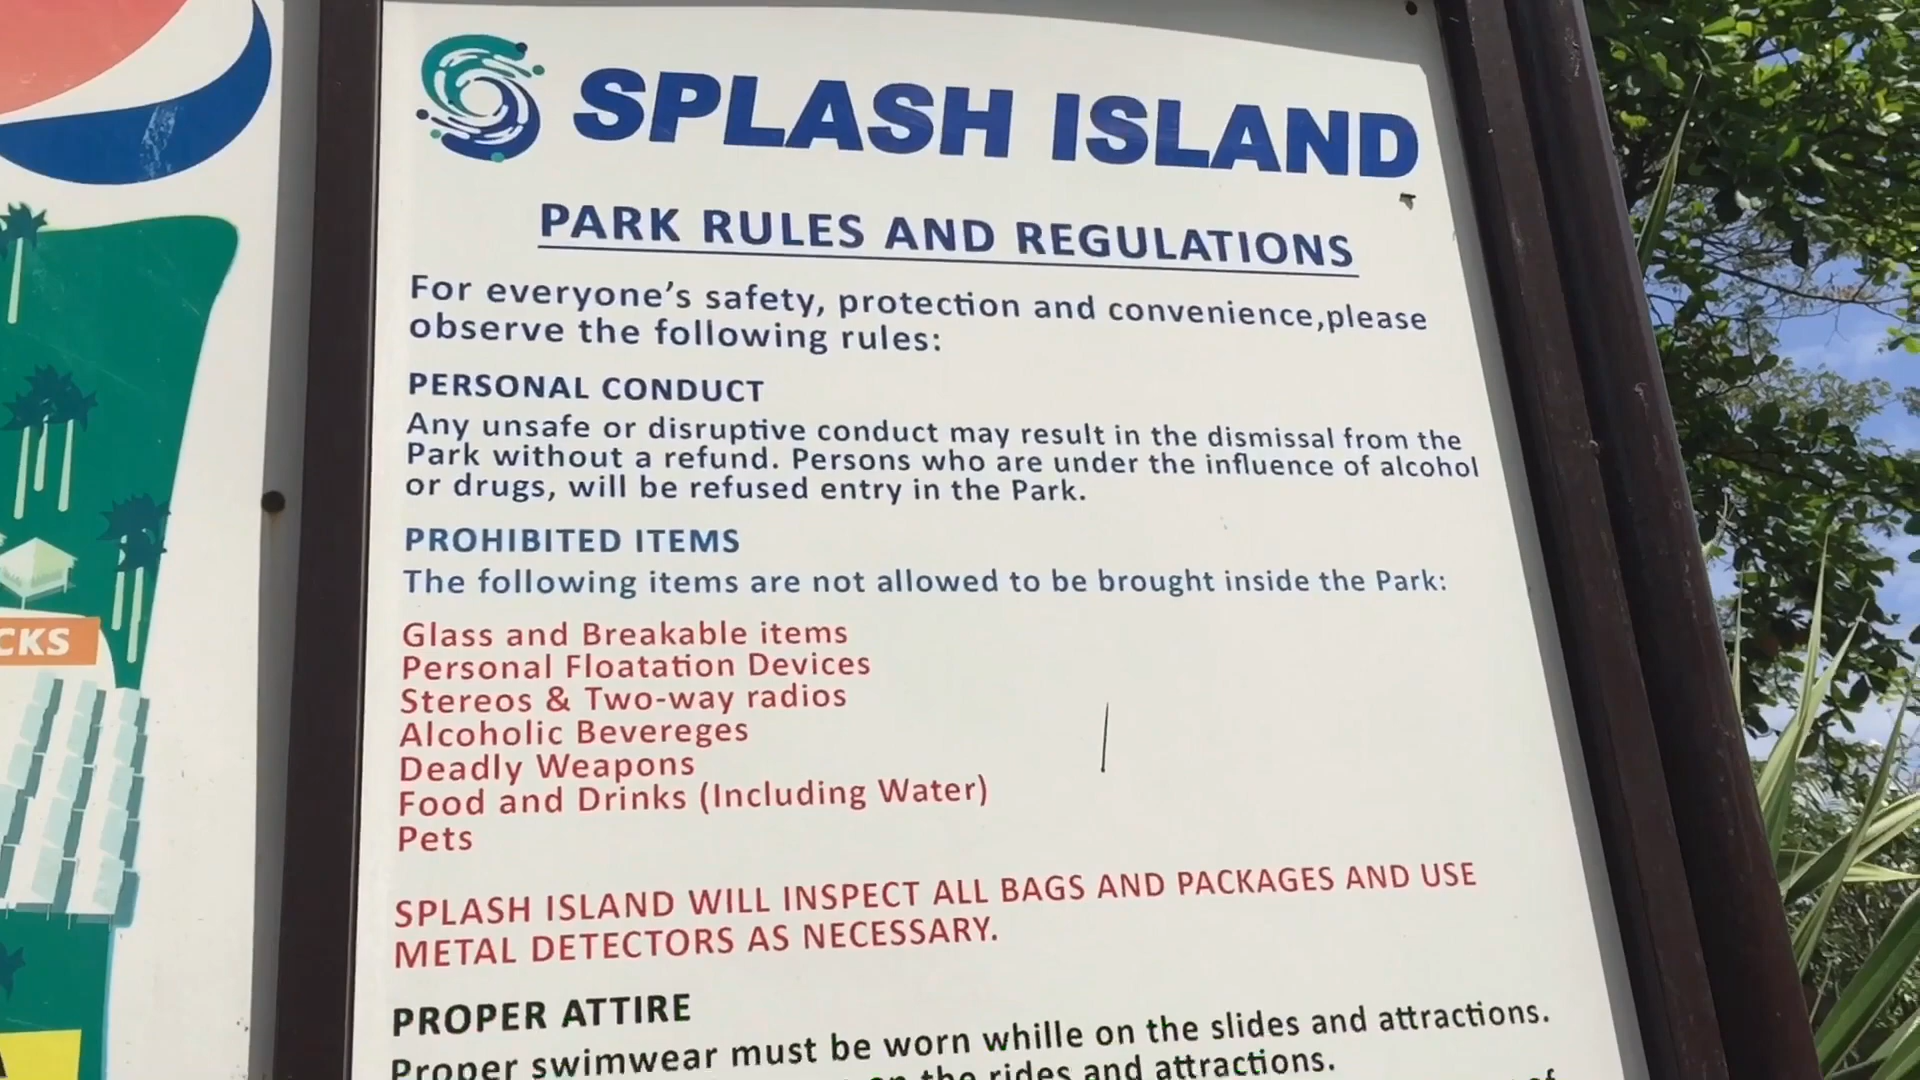 SPLASH ISLAND
PARK RULES AND REGULATIONS
For everyone's safety, protection and convenience,please
observe the following rules:
PERSONAL CONDUCT
Any unsafe or disruptive conduct may result in the dismissal from the
Park without a refund. Persons who are under the influence of alcohol
or drugs, will be refused entry in the Park.
PROHIBITED ITEMS
The following items are not allowed to be brought inside the Park:
Glass and Breakable items
Personal Floatation Devices
Stereos & Two-way radios
Alcoholic Bevereges
Deadly Weapons
Food and Drinks (Including Water)
Pets
SPLASH ISLAND WILL INSPECT ALL BAGS AND PACKAGES AND USE
METAL DETECTORS AS NECESSARY.
PROPER ATTIRE
Proper swimwear must be worn whille on the slides and attractions.
on the rides and attractions.
of
CKS